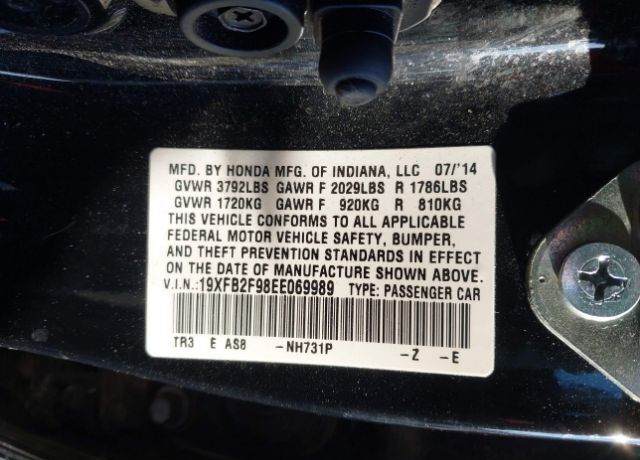 MFD. BY HONDA MFG. OF INDIANA, LLC 07/'14
GVWR 3792LBS GAWR F 2029LBS R 1786LBS
GVWR 1720KG GAWR F 920KG R 810KG
THIS VEHICLE CONFORMS TO ALL APPLICABLE
FEDERAL MOTOR VEHICLE SAFETY, BUMPER,
AND THEFT PREVENTION STANDARDS IN EFFECT
ON THE DATE OF MANUFACTURE SHOWN ABOVE.
V.I.N.:19XFB2F98EE069989 TYPE: PASSENGER CAR
TR3 E AS8 -NH731P -Z -E